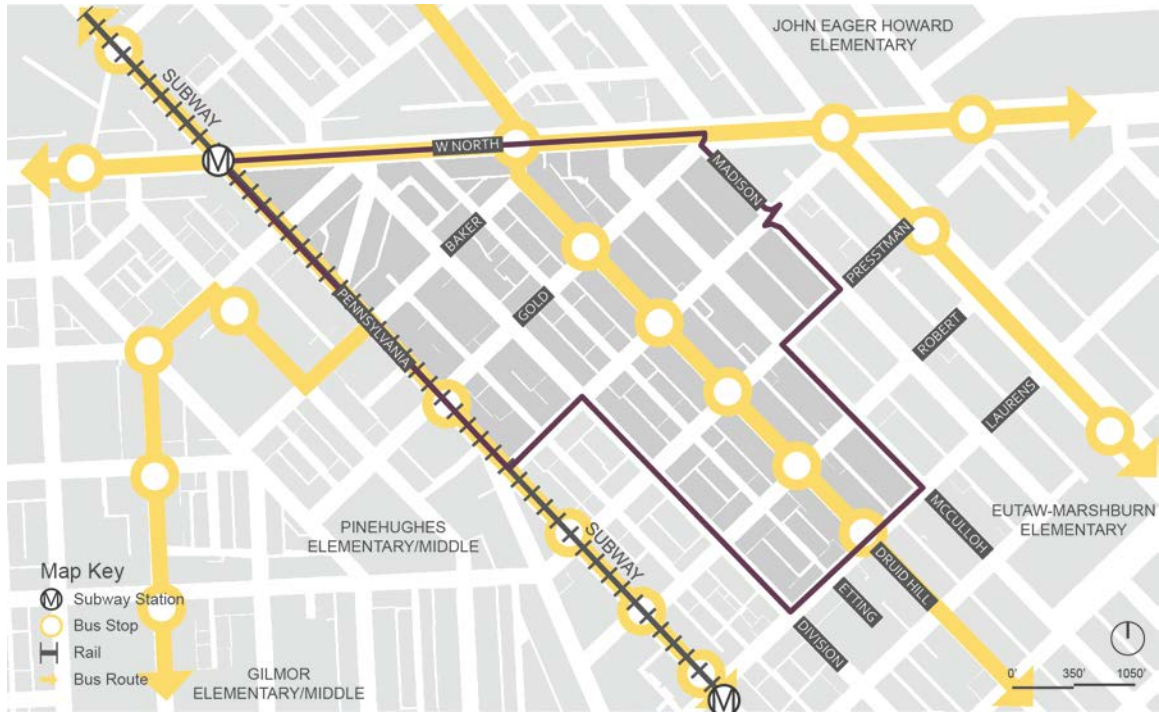 JOHN EAGER HOWARD
ELEMENTARY
SUBWAY
M
W NORTH
MADISON
BAKER
PRESSTMAN
GOLD
PENNSYLVANIA
ROBERT
LAURENS
PINEHUGHES
ELEMENTARY/MIDDLE
SUBWAY
MCCULLOH
EUTAW-MARSHBURN
ELEMENTARY
DRUID HILL
ETTING
DIVISION
Map Key
M Subway Station
Bus Stop
Rail
Bus Route
GILMOR
ELEMENTARY/MIDDLE
M
0' 350' 1050'